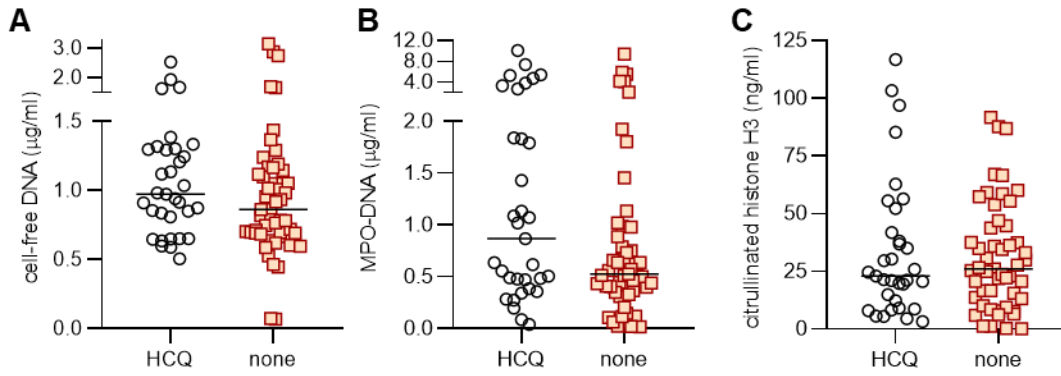 A
cell-free DNA (µg/ml)
3.0
2.0
1.5
1.0
0.5
0.0
HCQ
none
B
MPO-DNA (µg/ml)
12.0
8.0
4.0
2.0
1.5
1.0
0.5
0.0
HCQ
none
C
citrullinated histone H3 (ng/ml)
125
100
75
50
25
0
HCQ
none